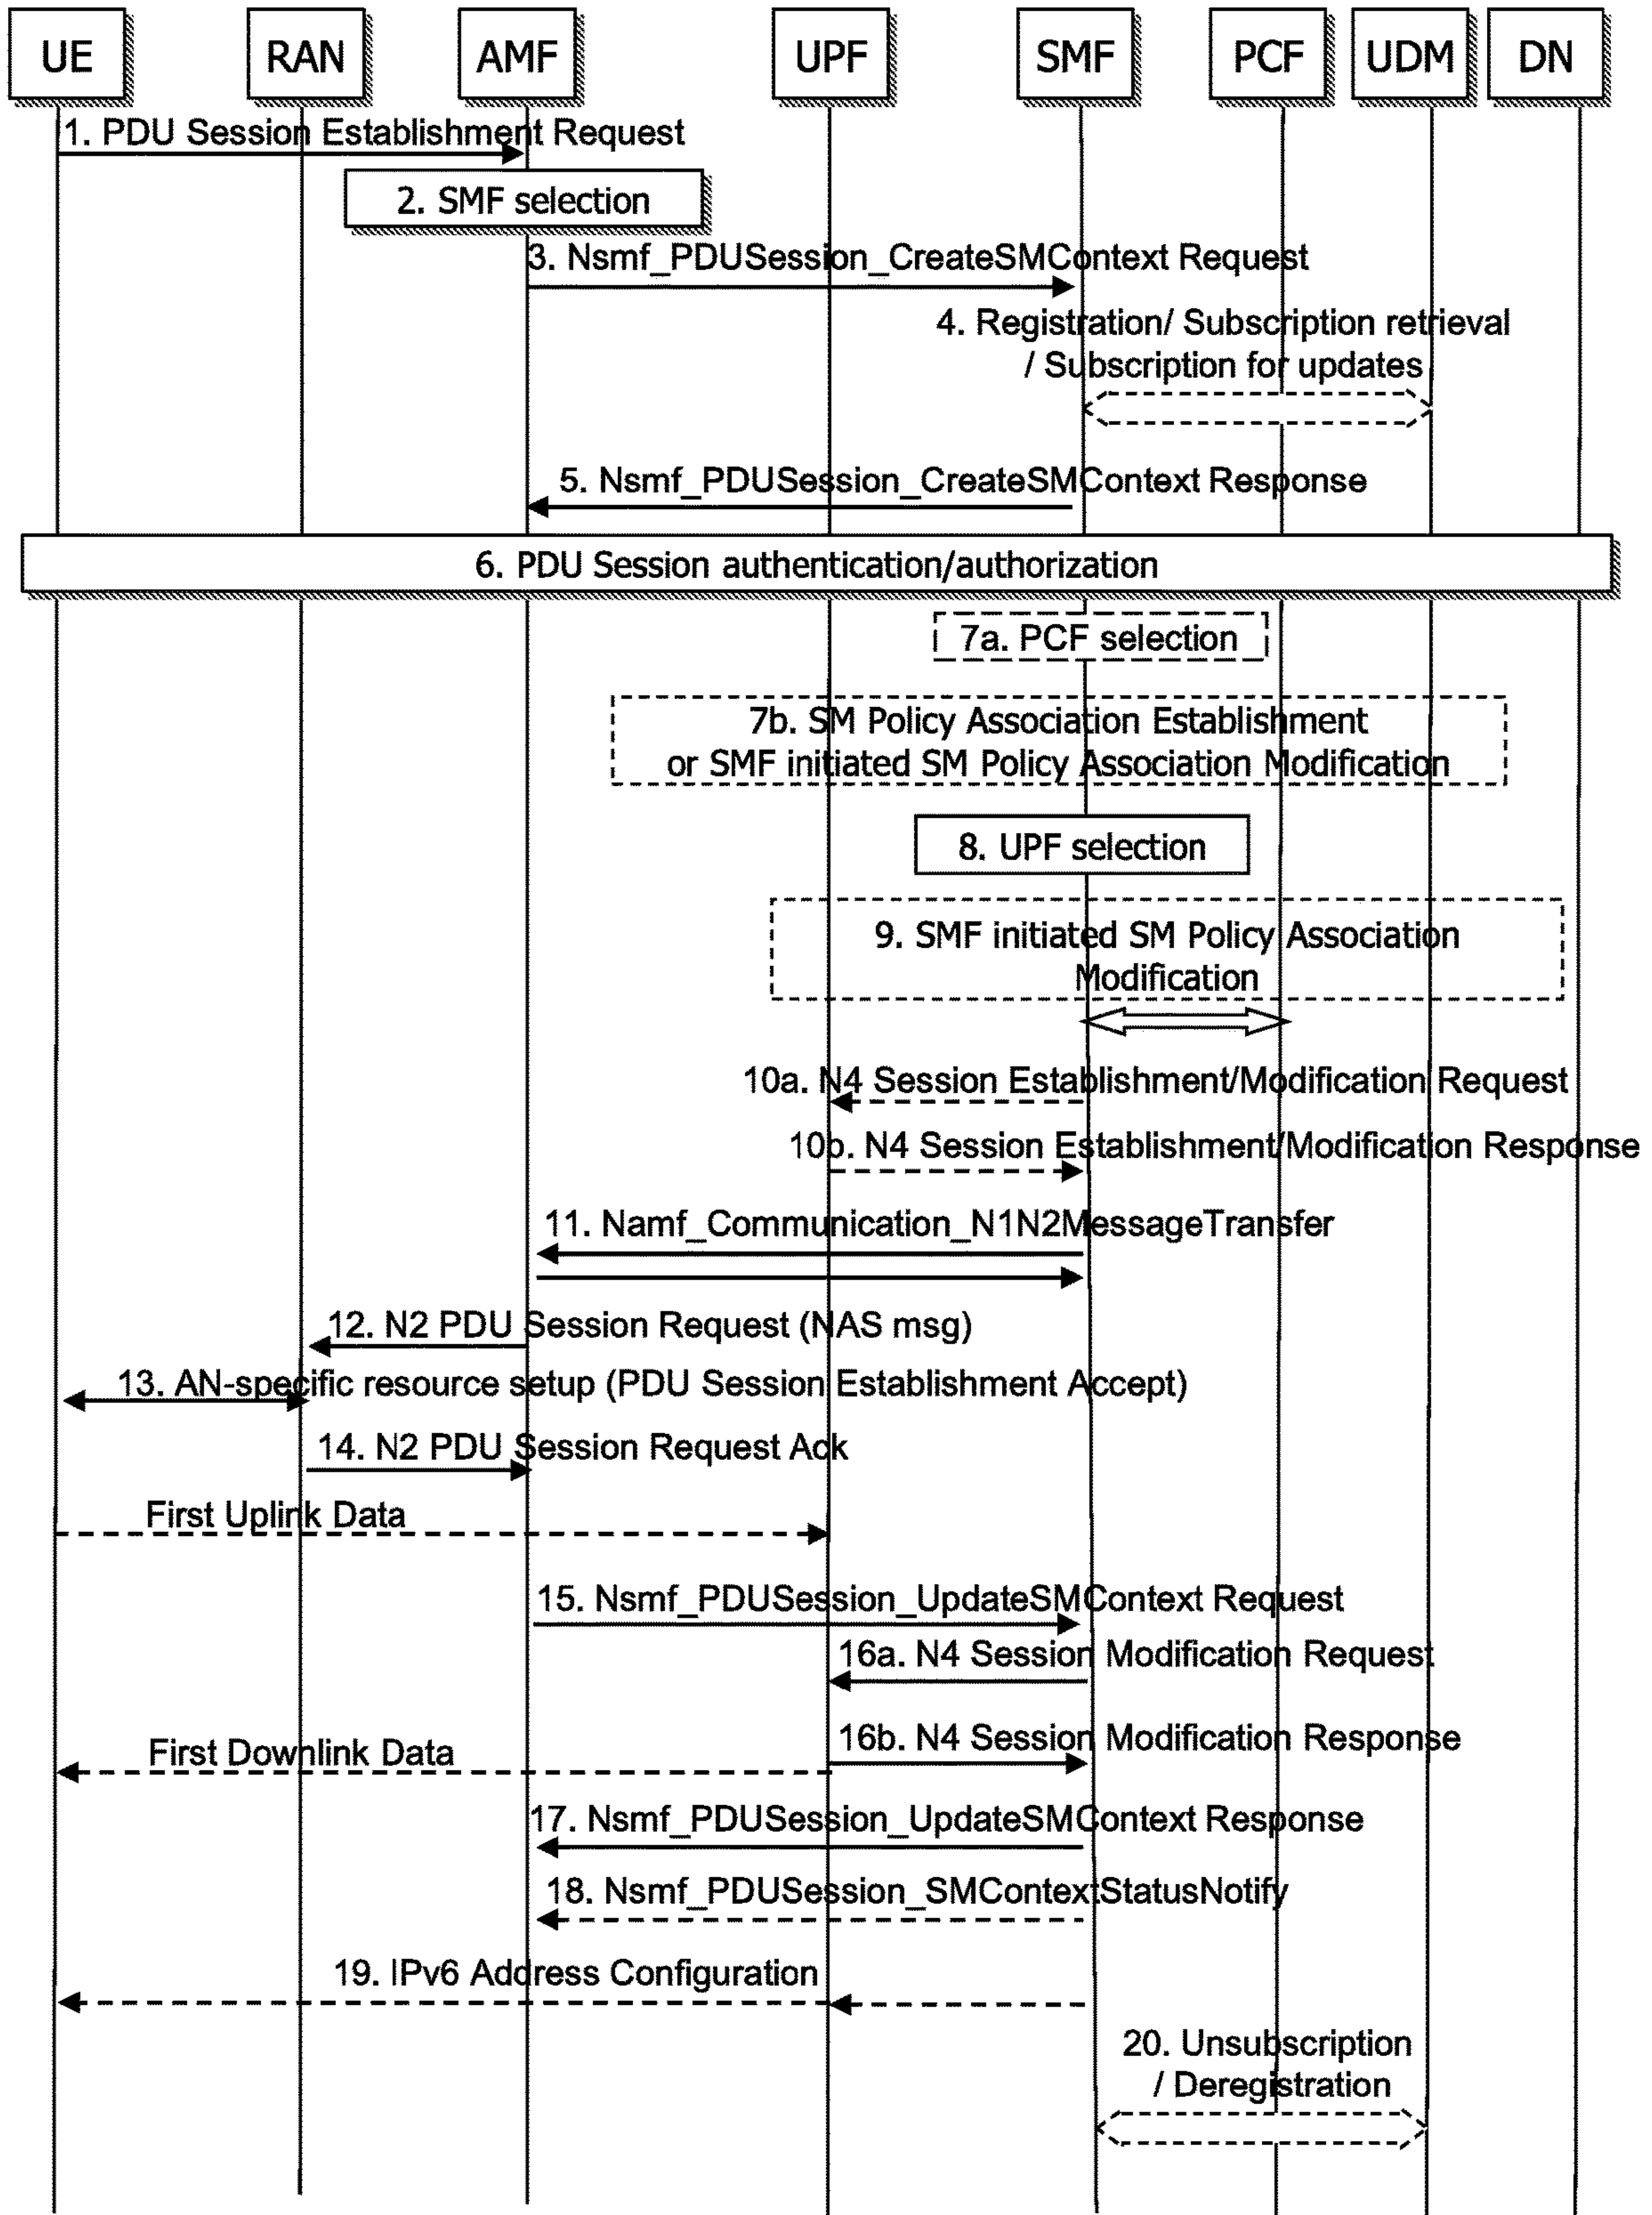 UE RAN AMF UPF SMF PCF UDM DN
1. PDU Session Establishment Request
2. SMF selection
3. Nsmf_PDUSession_CreateSMContext Request
4. Registration/ Subscription retrieval
/ Subscription for updates
5. Nsmf_PDUSession_CreateSMContext Response
6. PDU Session authentication/authorization
7a. PCF selection
7b. SM Policy Association Establishment
or SMF initiated SM Policy Association Modification
8. UPF selection
9. SMF initiated SM Policy Association
Modification
10a. N4 Session Establishment/Modification Request
10b. N4 Session Establishment/Modification Response
11. Namf_Communication_N1N2MessageTransfer
12. N2 PDU Session Request (NAS msg)
13. AN-specific resource setup (PDU Session Establishment Accept)
14. N2 PDU Session Request Ack
First Uplink Data
15. Nsmf_PDUSession_UpdateSMContext Request
16a. N4 Session Modification Request
16b. N4 Session Modification Response
First Downlink Data
17. Nsmf_PDUSession_UpdateSMContext Response
18. Nsmf_PDUSession_SMContextStatusNotify
19. IPv6 Address Configuration
20. Unsubscription
/ Deregistration